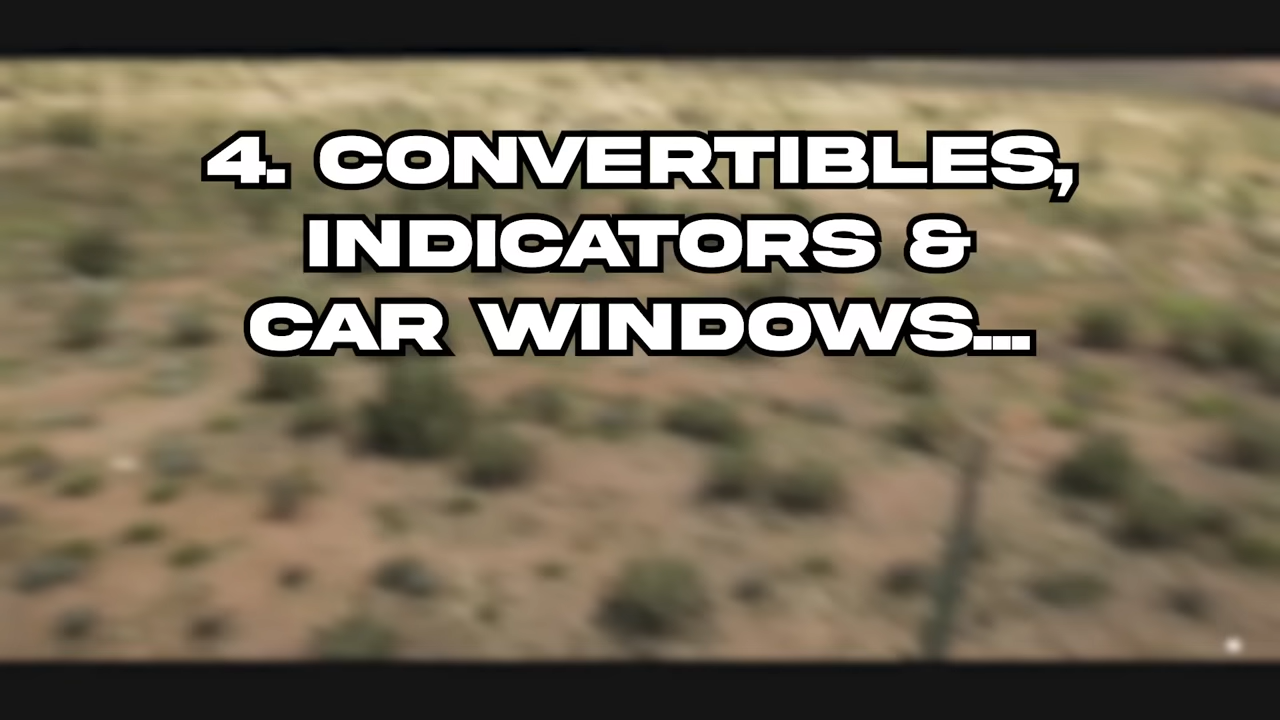 4. CONVERTIBLES,
INDICATORS &
CAR WINDOWS...